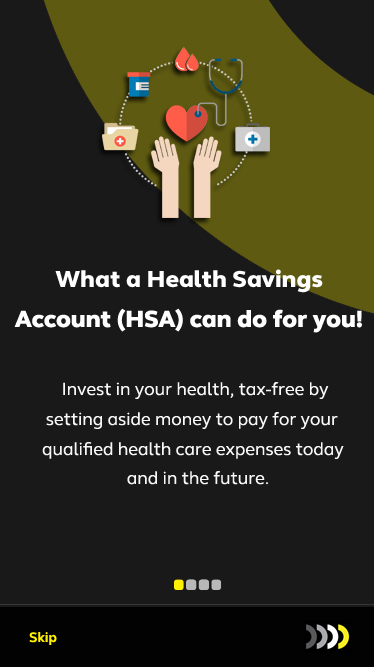 What a Health Savings
Account (HSA) can do for you!
Invest in your health, tax-free by
setting aside money to pay for your
qualified health care expenses today
and in the future.
Skip